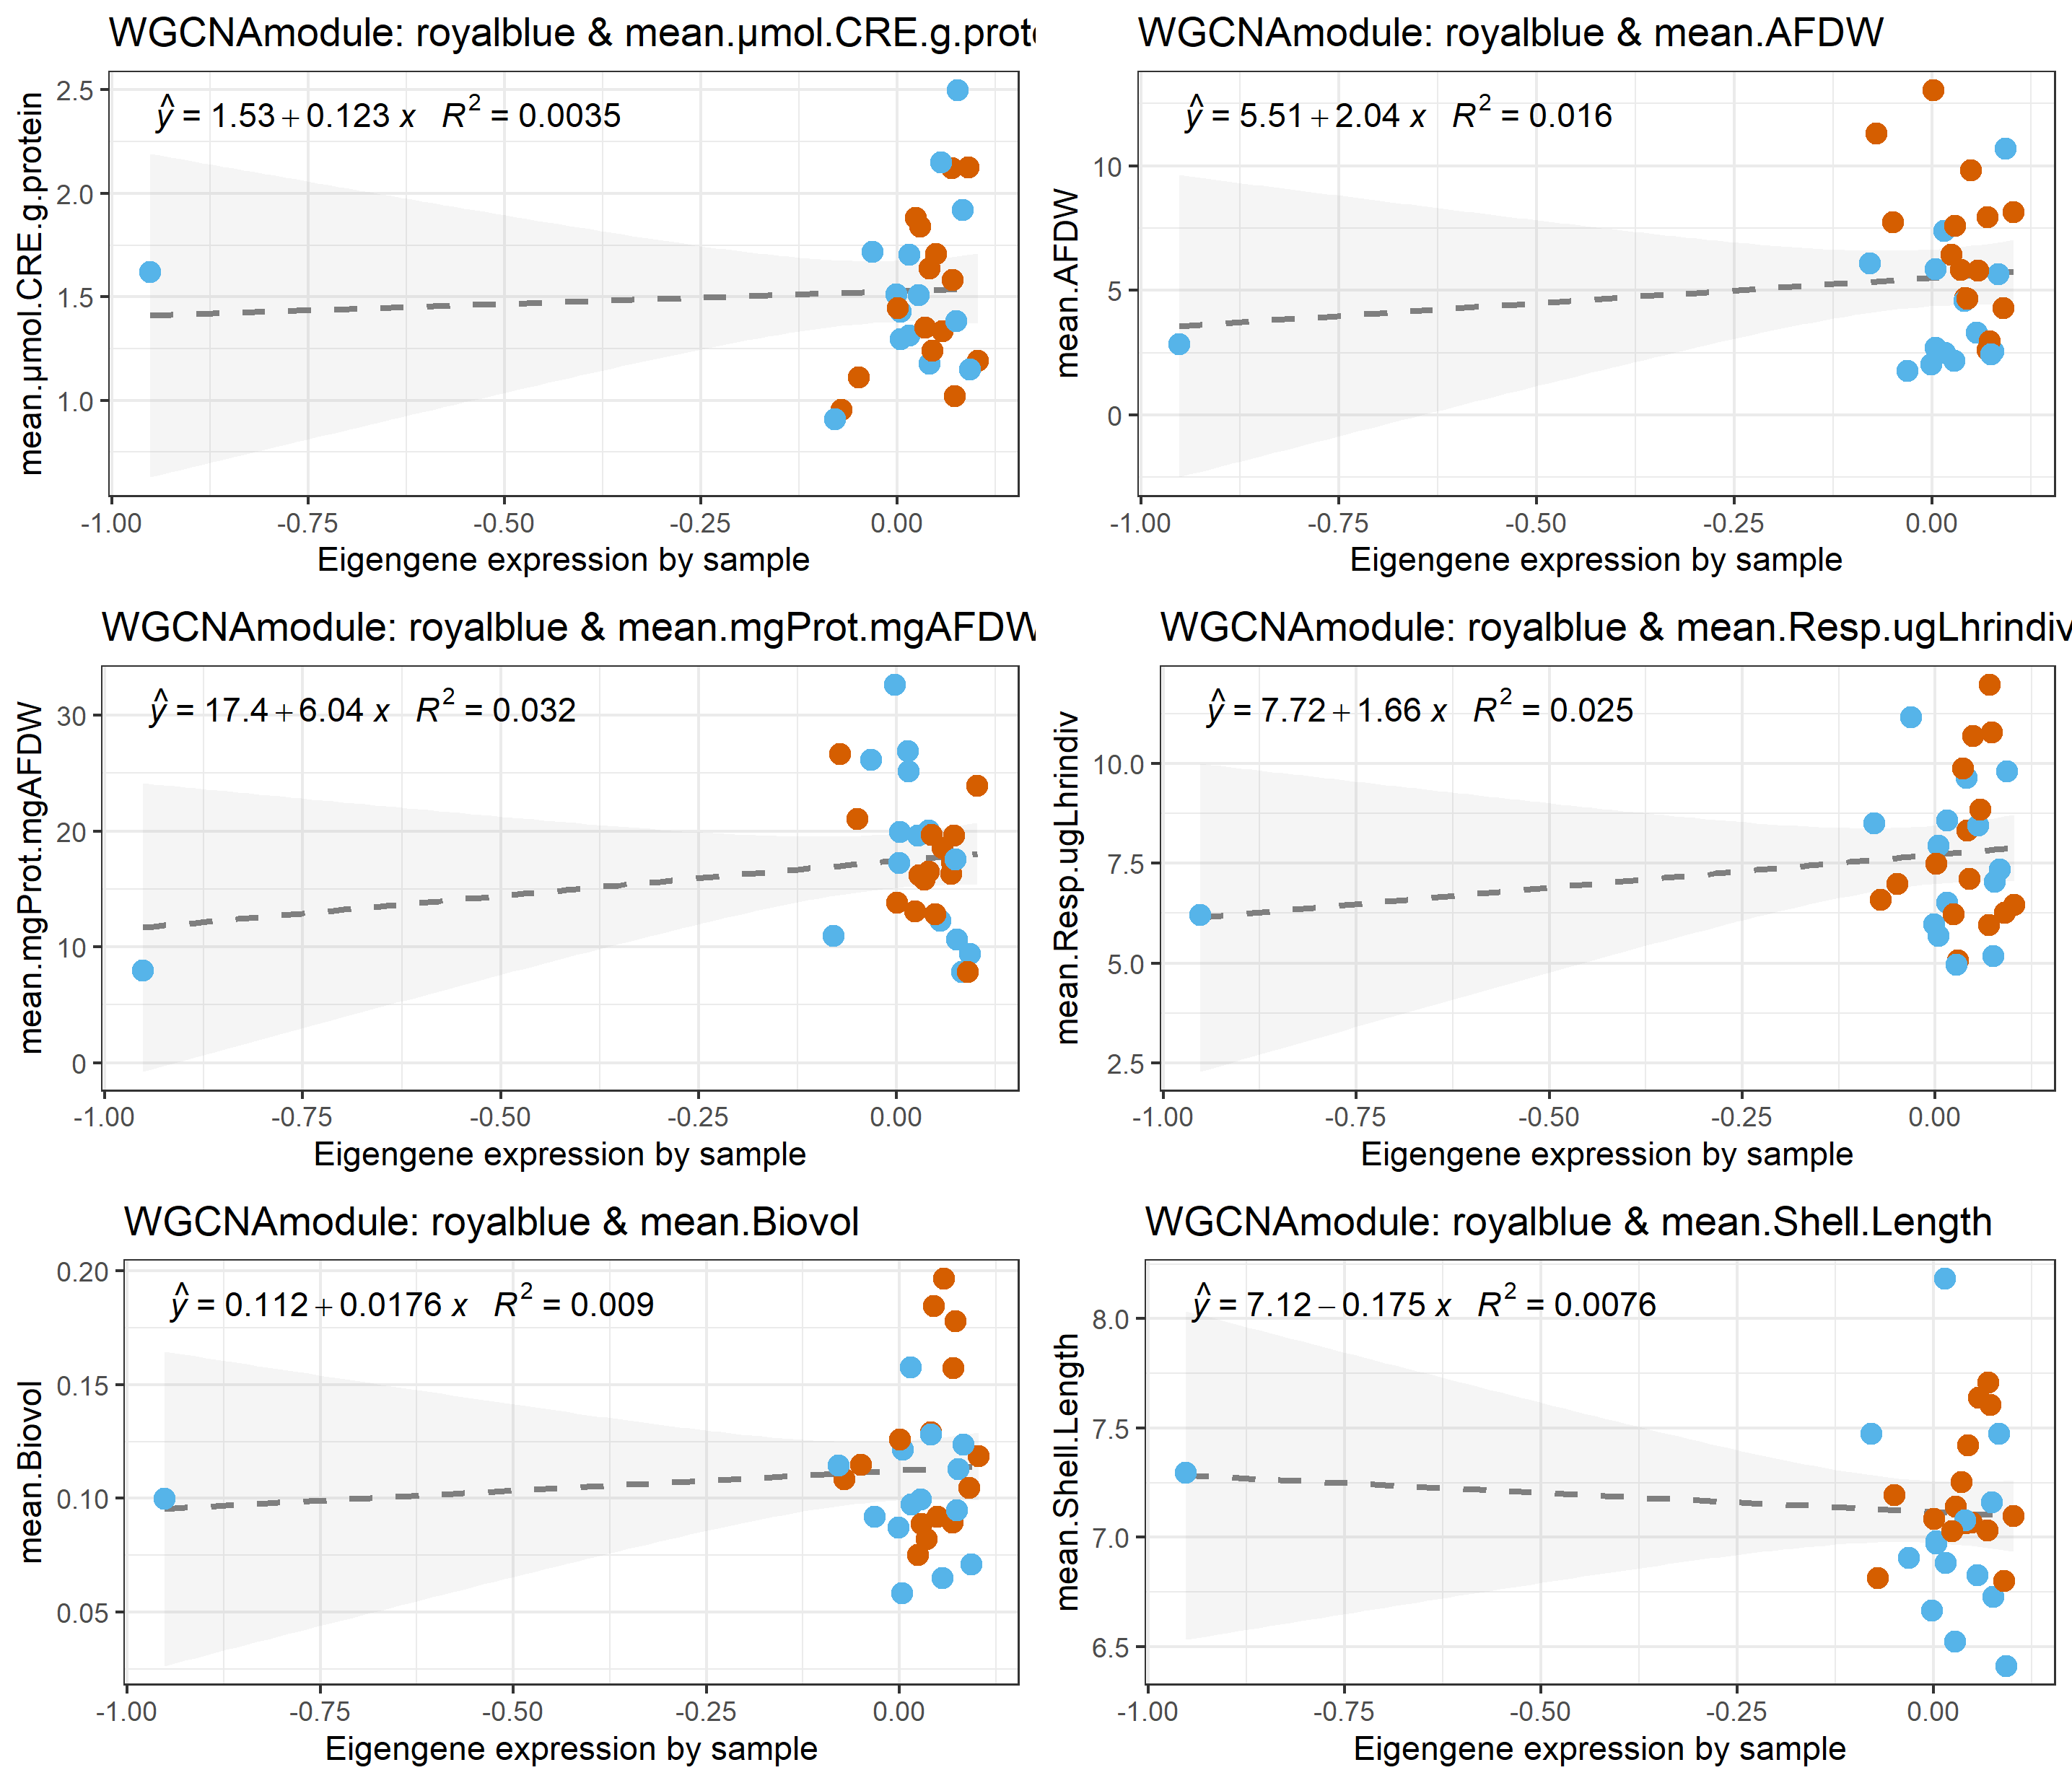 WGCNAmodule: royalblue & mean.µmol.CRE.g.prote
ŷ = 1.53 + 0.123 x R² = 0.0035
mean.µmol.CRE.g.protein
2.5
2.0
1.5
1.0
-1.00 -0.75 -0.50 -0.25 0.00
Eigengene expression by sample
WGCNAmodule: royalblue & mean.AFDW
ŷ = 5.51 + 2.04 x R² = 0.016
mean.AFDW
10
5
0
-1.00 -0.75 -0.50 -0.25 0.00
Eigengene expression by sample
WGCNAmodule: royalblue & mean.mgProt.mgAFDW
ŷ = 17.4 + 6.04 x R² = 0.032
mean.mgProt.mgAFDW
30
20
10
0
-1.00 -0.75 -0.50 -0.25 0.00
Eigengene expression by sample
WGCNAmodule: royalblue & mean.Resp.ugLhrindiv
ŷ = 7.72 + 1.66 x R² = 0.025
mean.Resp.ugLhrindiv
10.0
7.5
5.0
2.5
-1.00 -0.75 -0.50 -0.25 0.00
Eigengene expression by sample
WGCNAmodule: royalblue & mean.Biovol
ŷ = 0.112 + 0.0176 x R² = 0.009
mean.Biovol
0.20
0.15
0.10
0.05
-1.00 -0.75 -0.50 -0.25 0.00
Eigengene expression by sample
WGCNAmodule: royalblue & mean.Shell.Length
ŷ = 7.12 − 0.175 x R² = 0.0076
mean.Shell.Length
8.0
7.5
7.0
6.5
-1.00 -0.75 -0.50 -0.25 0.00
Eigengene expression by sample